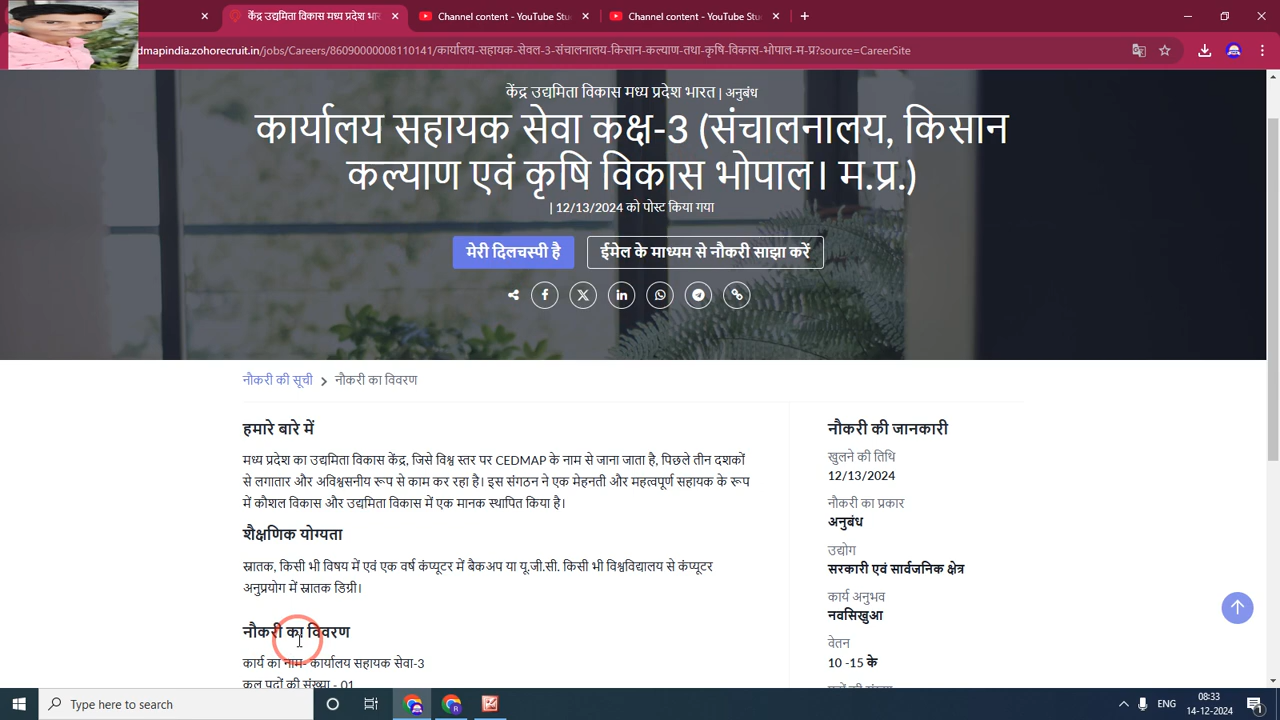 केंद्र उद्यमिता विकास मध्य प्रदेश भार
Channel content - YouTube Stu
Channel content - YouTube Stu
dmapindia.zohorecruit.in/jobs/Careers/86090000008110141/कार्यालय-सहायक-सेवल-3-संचालनालय-किसान-कल्याण-तथा-कृषि-विकास-भोपाल-म-प्र?source=CareerSite
केंद्र उद्यमिता विकास मध्य प्रदेश भारत | अनुबंध
कार्यालय सहायक सेवा कक्ष-3 (संचालनालय, किसान
कल्याण एवं कृषि विकास भोपाल। म.प्र.)
| 12/13/2024 को पोस्ट किया गया
मेरी दिलचस्पी है
ईमेल के माध्यम से नौकरी साझा करें
नौकरी की सूची > नौकरी का विवरण
हमारे बारे में
मध्य प्रदेश का उद्यमिता विकास केंद्र, जिसे विश्व स्तर पर CEDMAP के नाम से जाना जाता है, पिछले तीन दशकों
से लगातार और अविश्वसनीय रूप से काम कर रहा है। इस संगठन ने एक मेहनती और महत्वपूर्ण सहायक के रूप
में कौशल विकास और उद्यमिता विकास में एक मानक स्थापित किया है।
शैक्षणिक योग्यता
स्नातक, किसी भी विषय में एवं एक वर्ष कंप्यूटर में बैकअप या यू.जी.सी. किसी भी विश्वविद्यालय से कंप्यूटर
अनुप्रयोग में स्नातक डिग्री।
नौकरी का विवरण
कार्य का नाम- कार्यालय सहायक सेवा-3
कुल पदों की संख्या - 01
नौकरी की जानकारी
खुलने की तिथि
12/13/2024
नौकरी का प्रकार
अनुबंध
उद्योग
सरकारी एवं सार्वजनिक क्षेत्र
कार्य अनुभव
नवसिखुआ
वेतन
10 -15 के
Type here to search
ENG
08:33
14-12-2024